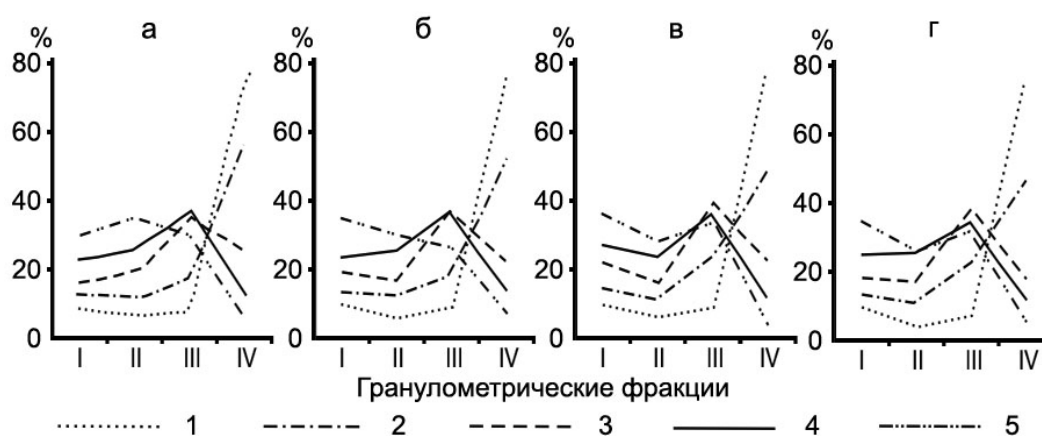 а б в г
% % % %
80 80 80 80
60 60 60 60
40 40 40 40
20 20 20 20
0 0 0 0
I II III IV I II III IV I II III IV I II III IV
Гранулометрические фракции
1 2 3 4 5